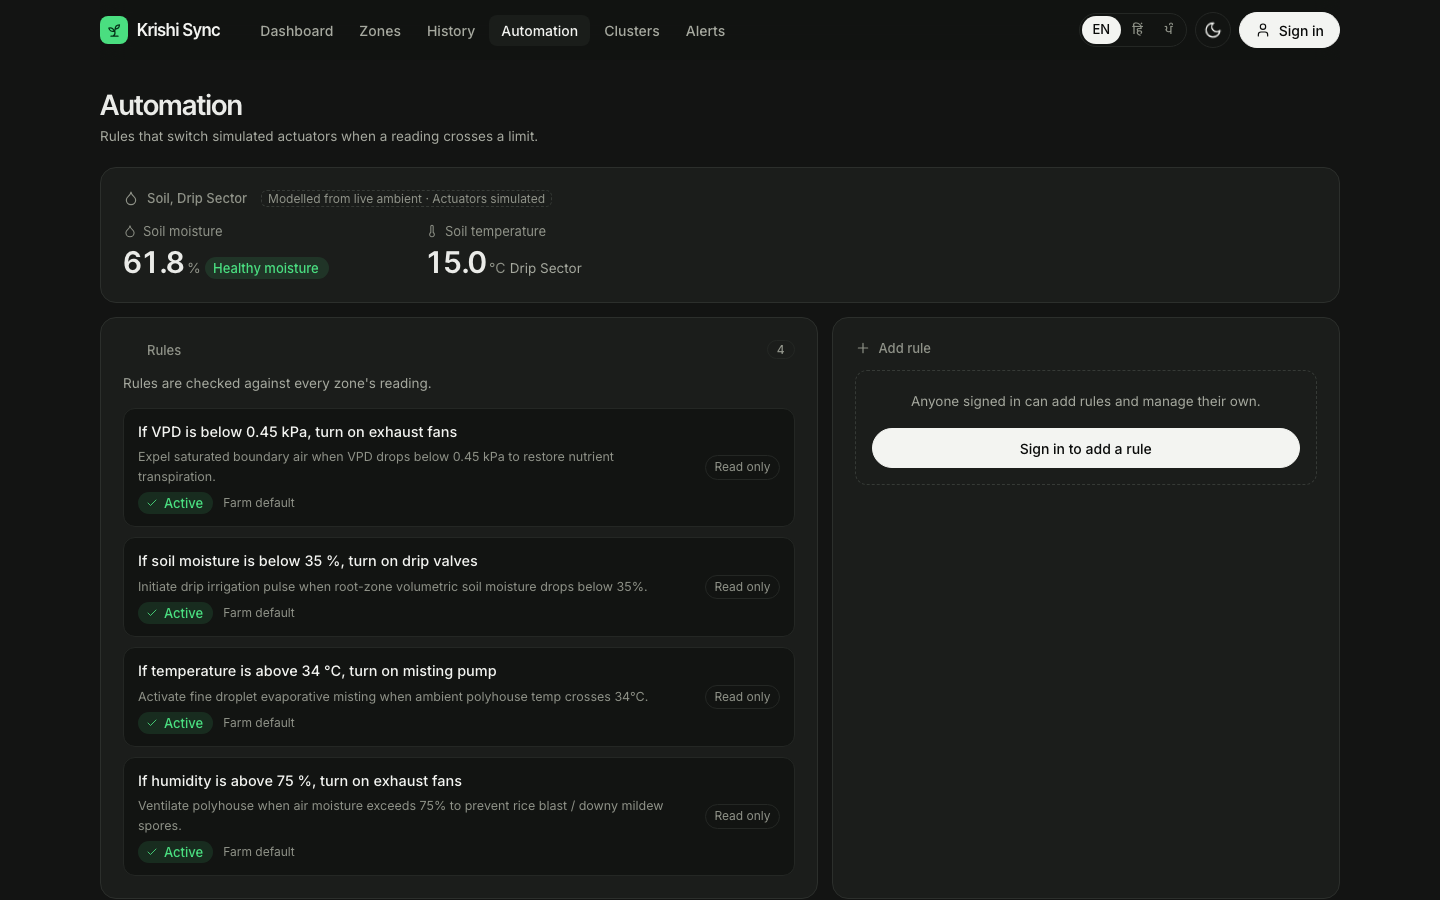 Krishi Sync
Dashboard
Zones
History
Automation
Clusters
Alerts
EN
हिं
पੰ
Sign in
Automation
Rules that switch simulated actuators when a reading crosses a limit.
Soil, Drip Sector
Modelled from live ambient · Actuators simulated
Soil moisture
61.8 % Healthy moisture
Soil temperature
15.0 °C Drip Sector
Rules
4
Rules are checked against every zone's reading.
If VPD is below 0.45 kPa, turn on exhaust fans
Expel saturated boundary air when VPD drops below 0.45 kPa to restore nutrient
transpiration.
Active Farm default
Read only
If soil moisture is below 35 %, turn on drip valves
Initiate drip irrigation pulse when root-zone volumetric soil moisture drops below 35%.
Active Farm default
Read only
If temperature is above 34 °C, turn on misting pump
Activate fine droplet evaporative misting when ambient polyhouse temp crosses 34°C.
Active Farm default
Read only
If humidity is above 75 %, turn on exhaust fans
Ventilate polyhouse when air moisture exceeds 75% to prevent rice blast / downy mildew
spores.
Active Farm default
Read only
Add rule
Anyone signed in can add rules and manage their own.
Sign in to add a rule